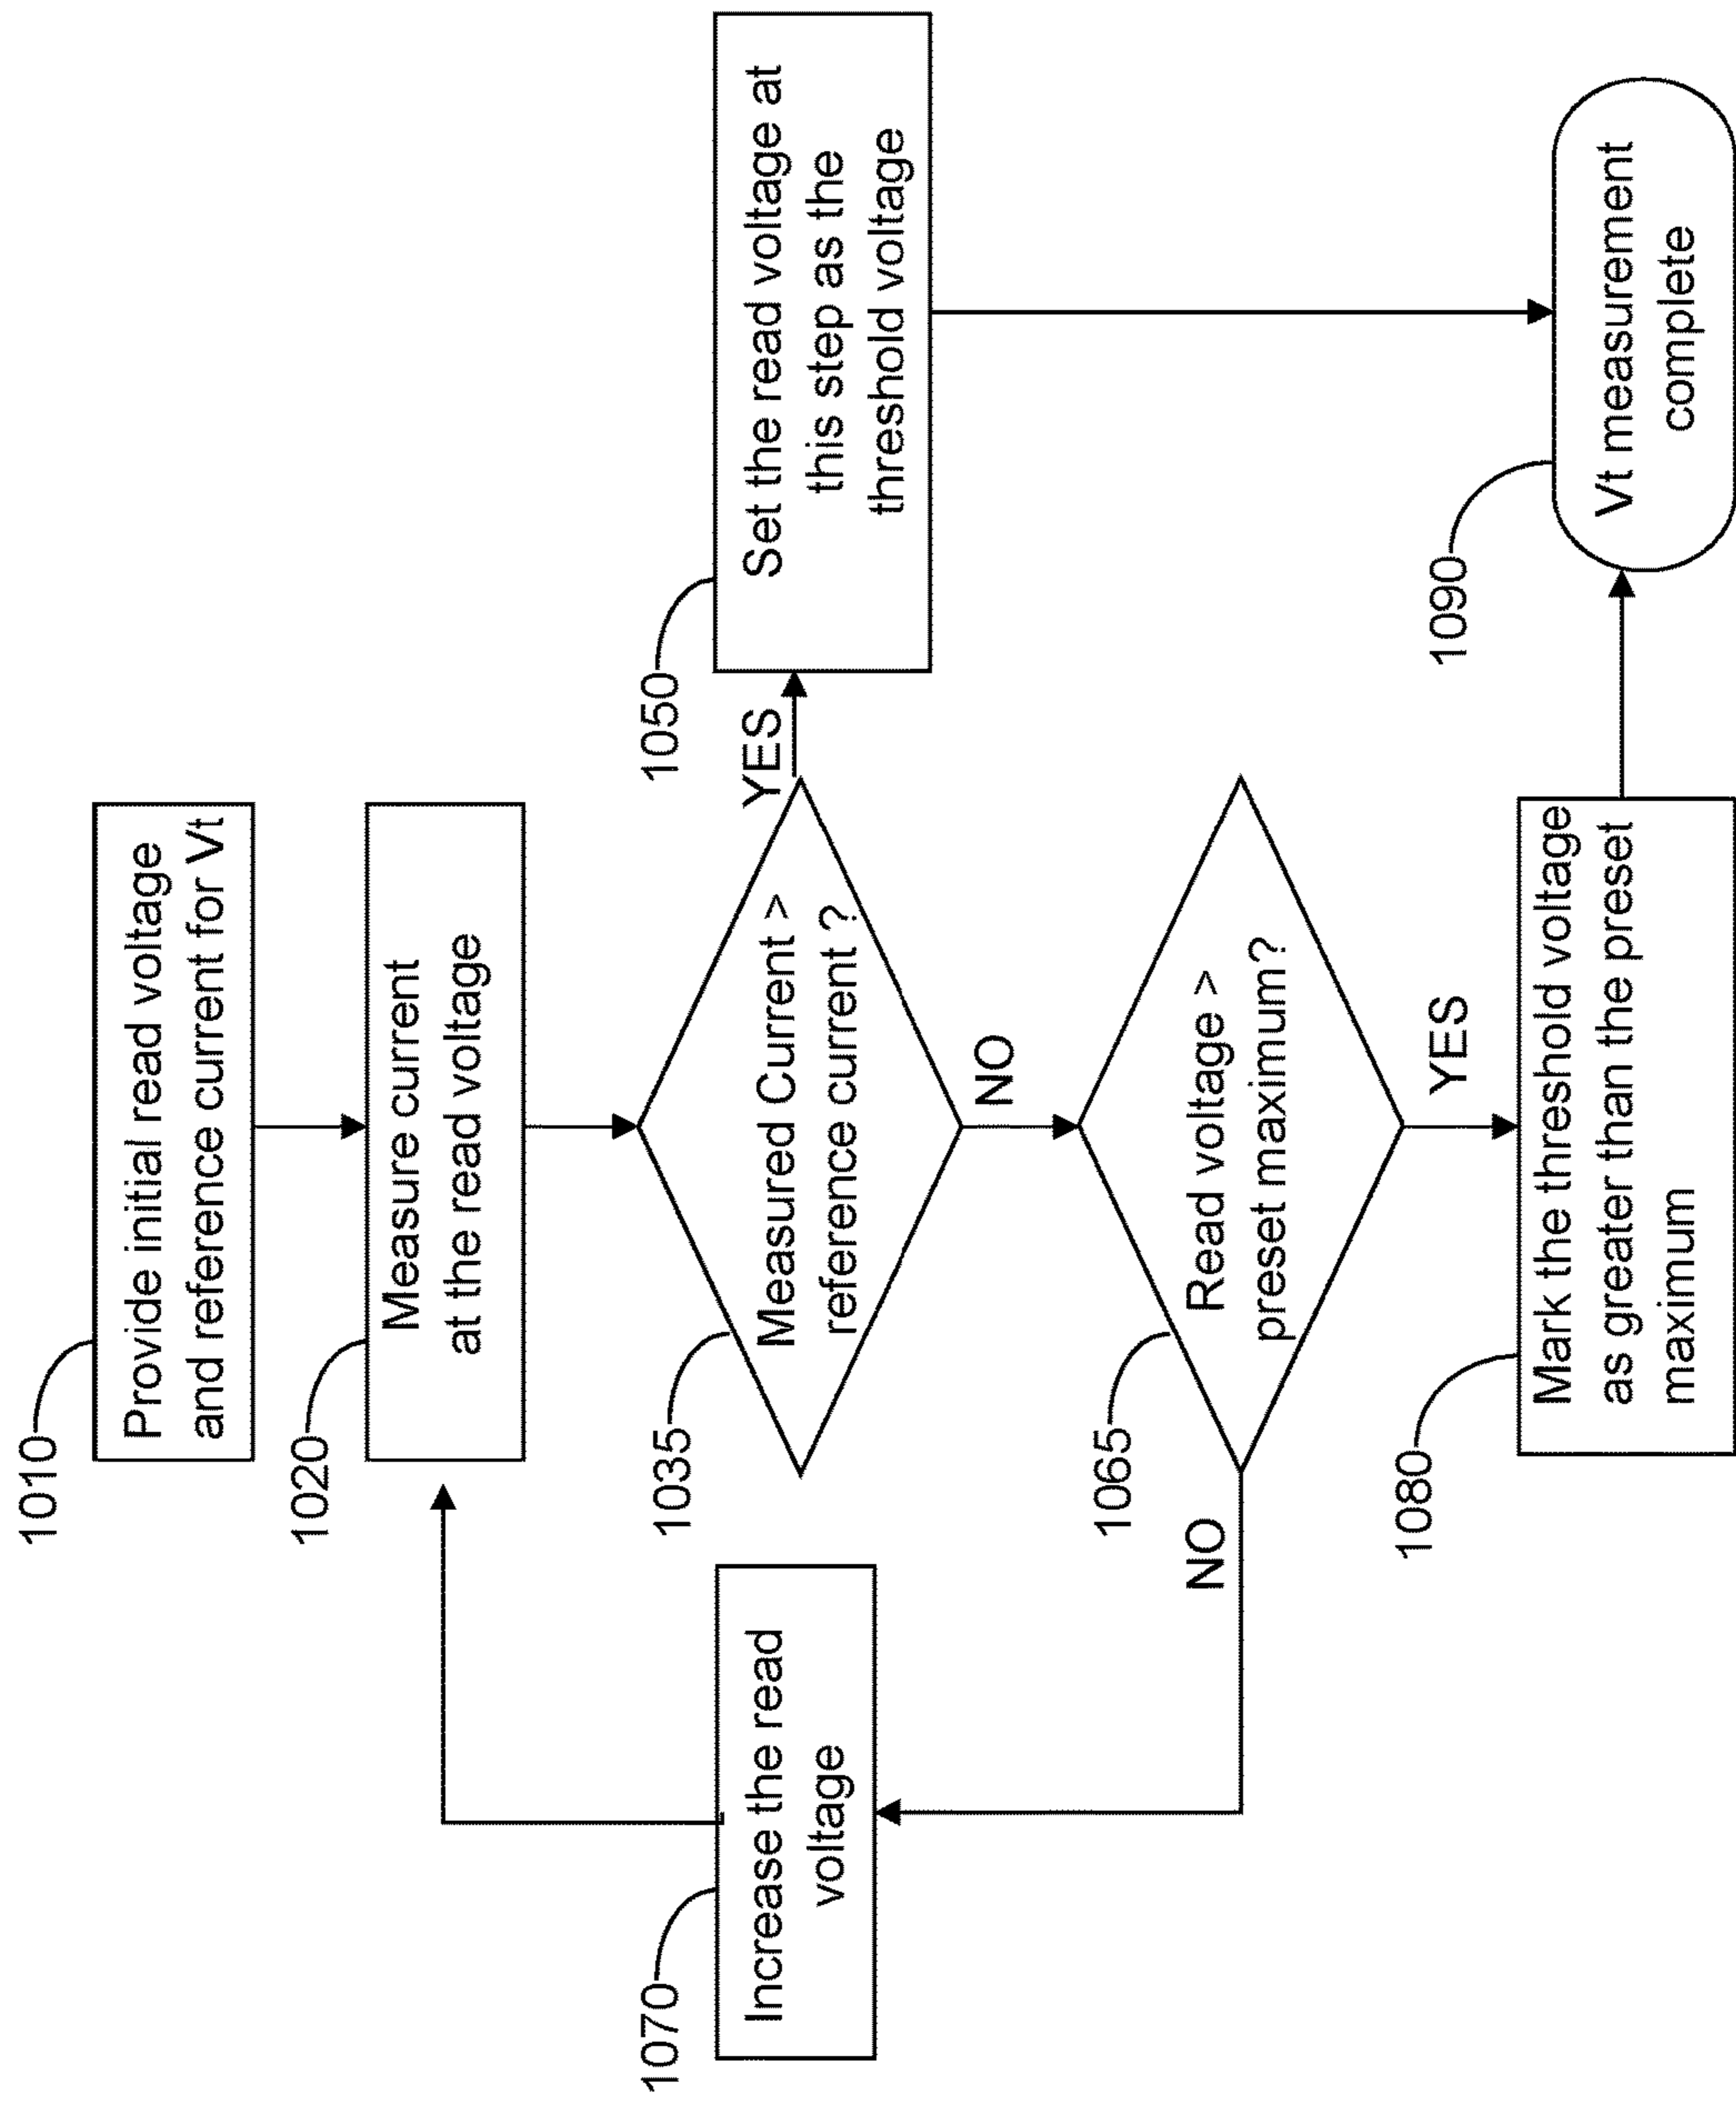 1010
Provide initial read voltage
and reference current for Vt
1020
Measure current
at the read voltage
1035
Measured Current >
reference current ?
YES
1050
Set the read voltage at
this step as the
threshold voltage
NO
1065
Read voltage >
preset maximum?
NO
1070
Increase the read
voltage
YES
1080
Mark the threshold voltage
as greater than the preset
maximum
1090
Vt measurement
complete